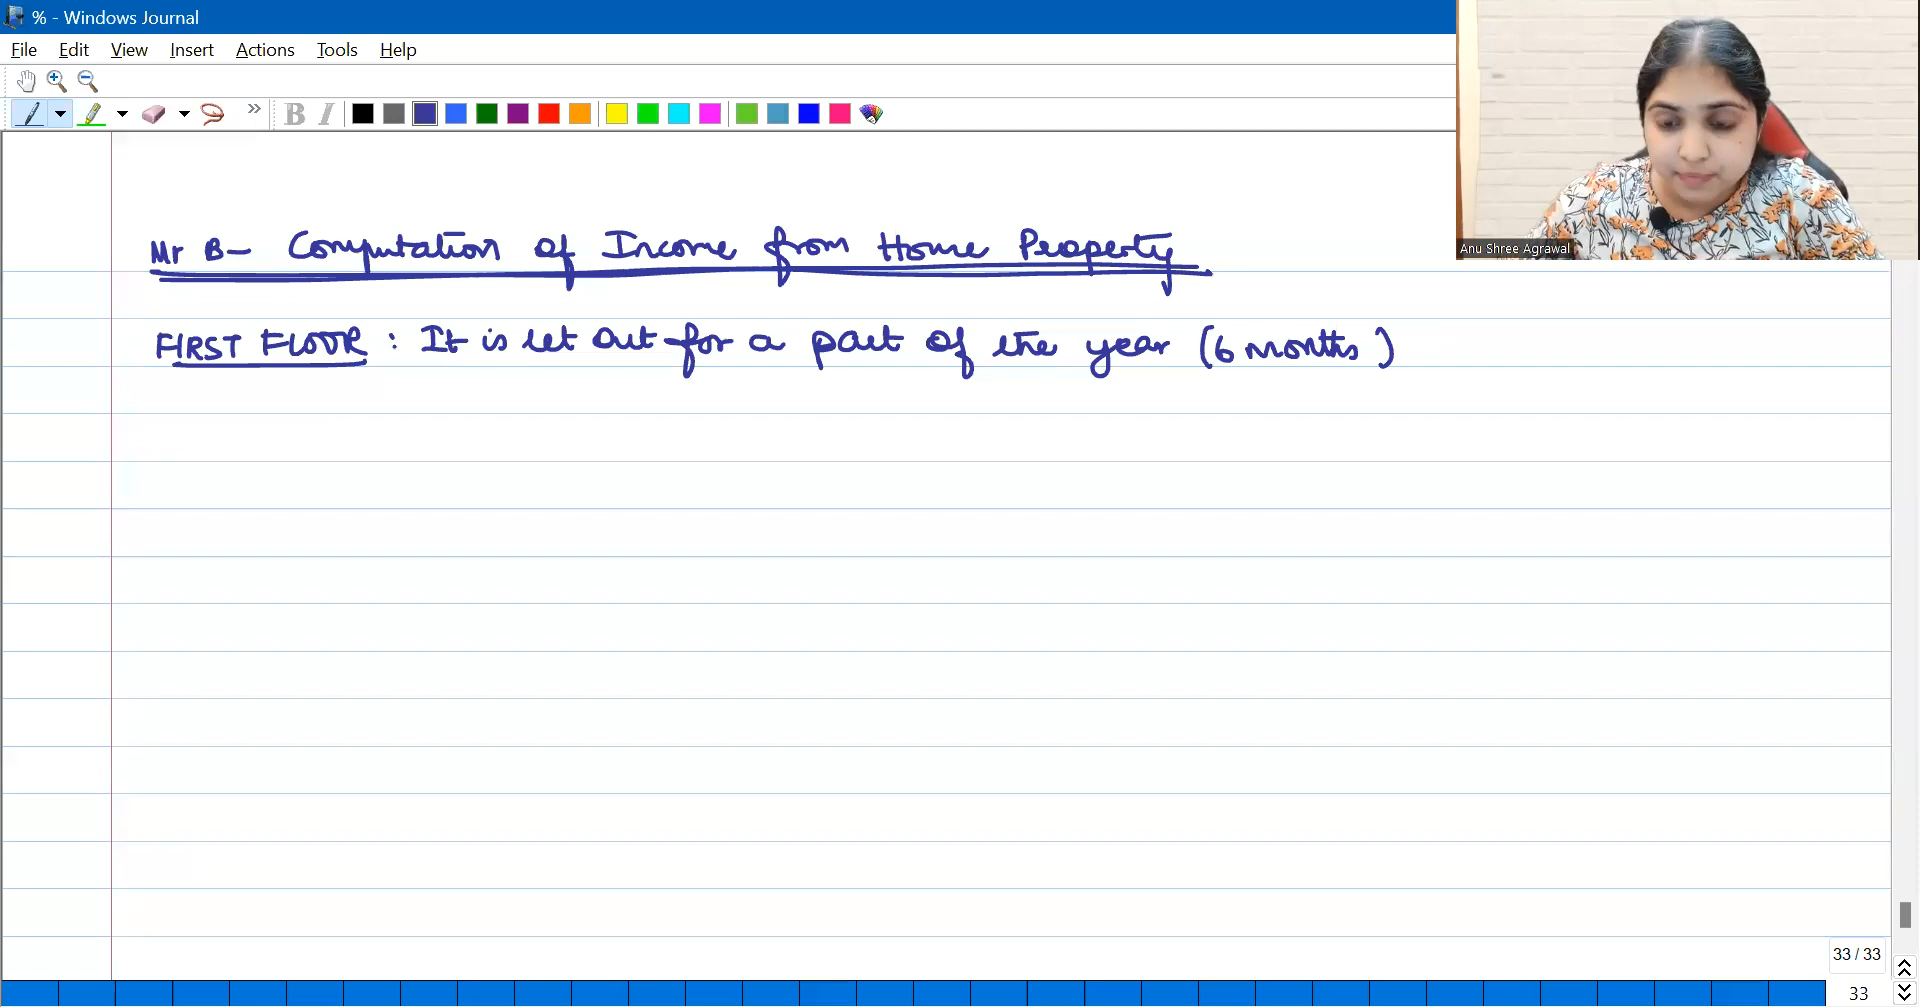 % - Windows Journal
File Edit View Insert Actions Tools Help
B I
Anu Shree Agrawal
Mr B - Computation of Income from House Property
FIRST FLOOR : It is let out for a part of the year (6 months)
33 / 33
33